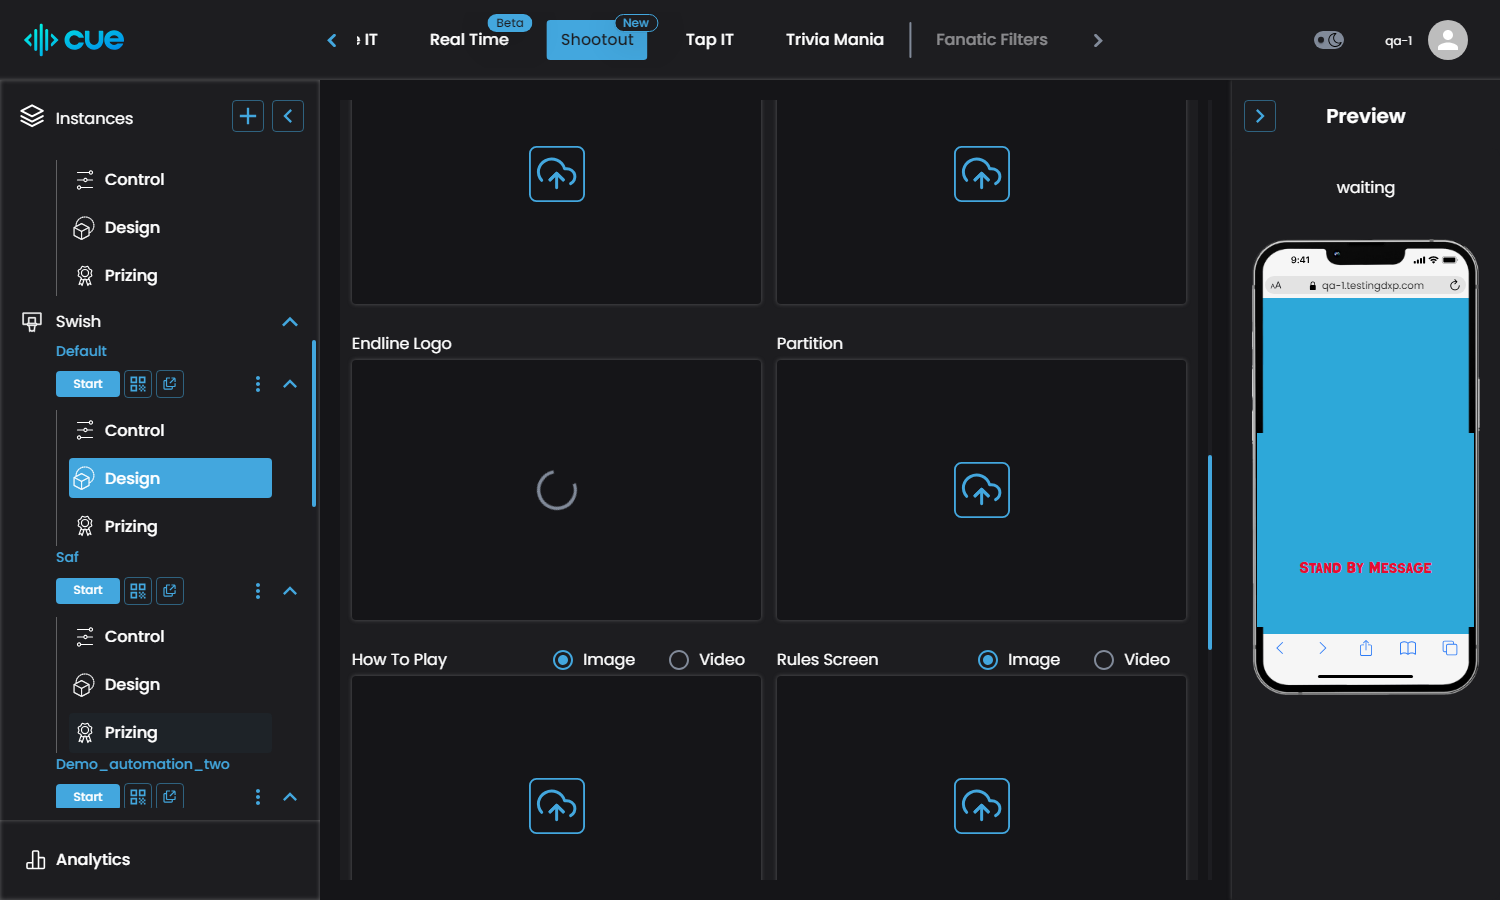 cue
e IT
Real Time
Beta
Shootout
New
Tap IT
Trivia Mania
Fanatic Filters
qa-1
Instances
Control
Design
Prizing
Swish
Default
Start
Control
Design
Prizing
Saf
Start
Control
Design
Prizing
Demo_automation_two
Start
Analytics
Endline Logo
Partition
How To Play
Image
Video
Rules Screen
Image
Video
Preview
waiting
9:41
AA
qa-1.testingdxp.com
Stand By Message